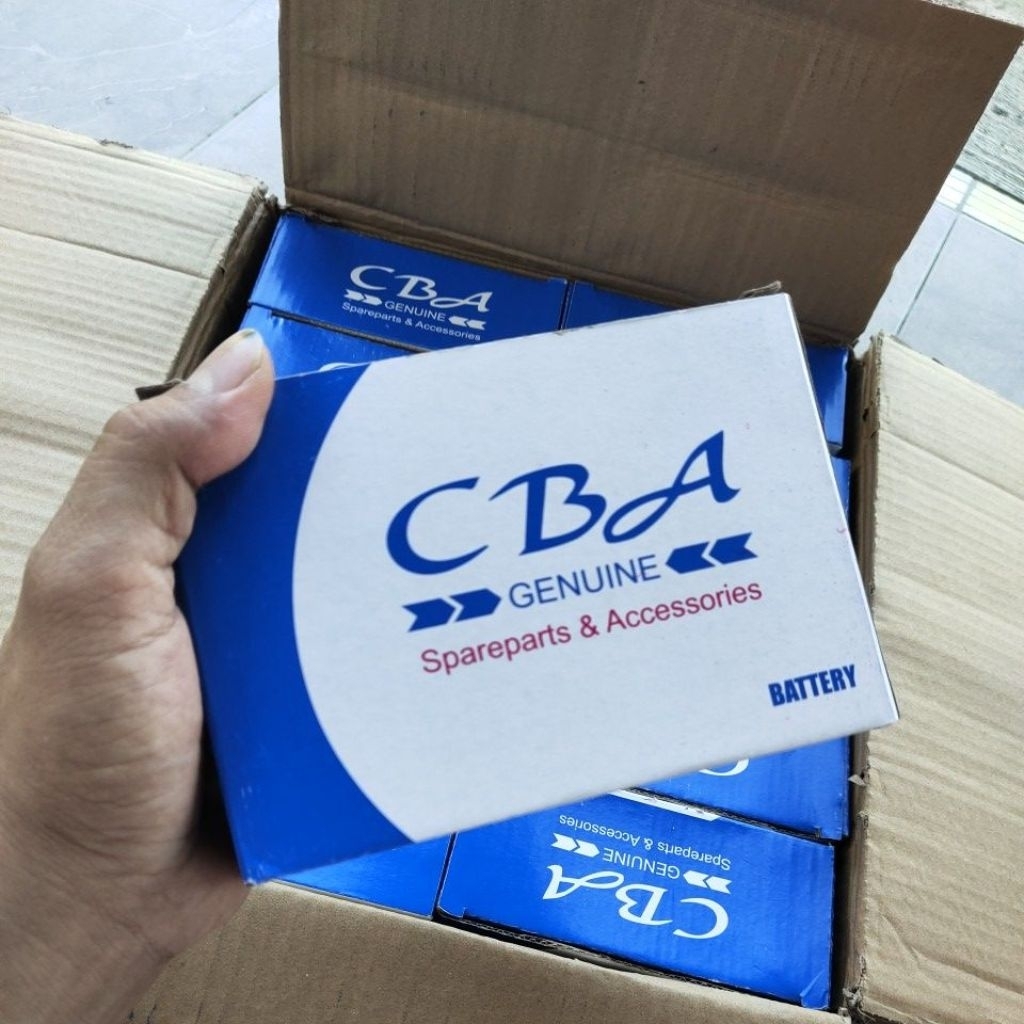 CBA
GENUINE
Spareparts & Accessories
CBA
GENUINE
Spareparts & Accessories
BATTERY
CBA
GENUINE
Spareparts & Accessories